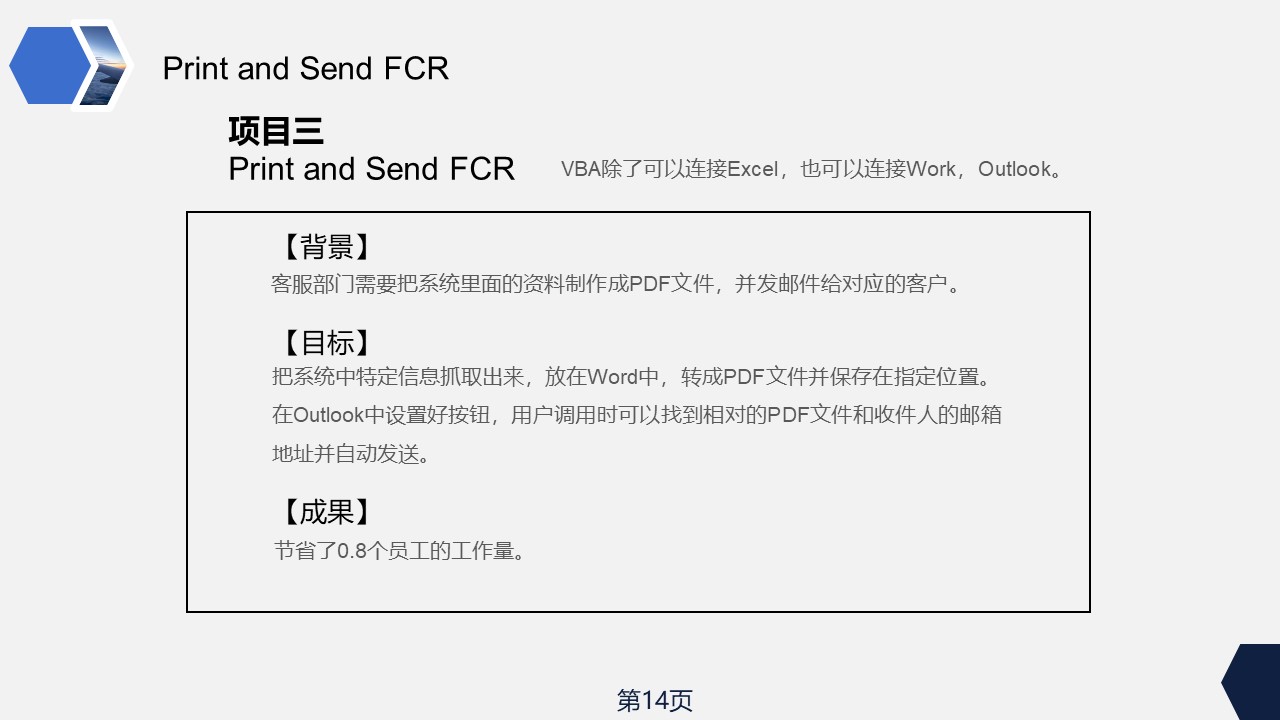 Print and Send FCR
项目三
Print and Send FCR
VBA除了可以连接Excel，也可以连接Work，Outlook。
【背景】
客服部门需要把系统里面的资料制作成PDF文件，并发邮件给对应的客户。
【目标】
把系统中特定信息抓取出来，放在Word中，转成PDF文件并保存在指定位置。
在Outlook中设置好按钮，用户调用时可以找到相对的PDF文件和收件人的邮箱
地址并自动发送。
【成果】
节省了0.8个员工的工作量。
第14页